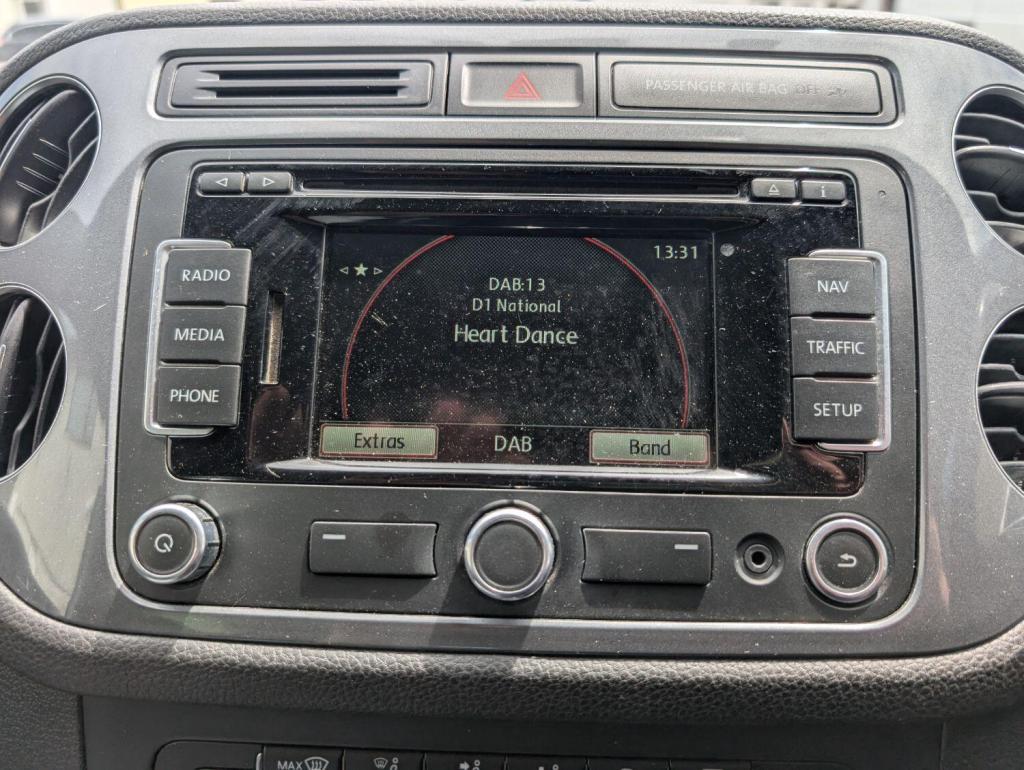 PASSENGER AIR BAG OFF
13:31
RADIO
DAB:13
NAV
D1 National
MEDIA
Heart Dance
TRAFFIC
PHONE
SETUP
Extras
DAB
Band
MAX